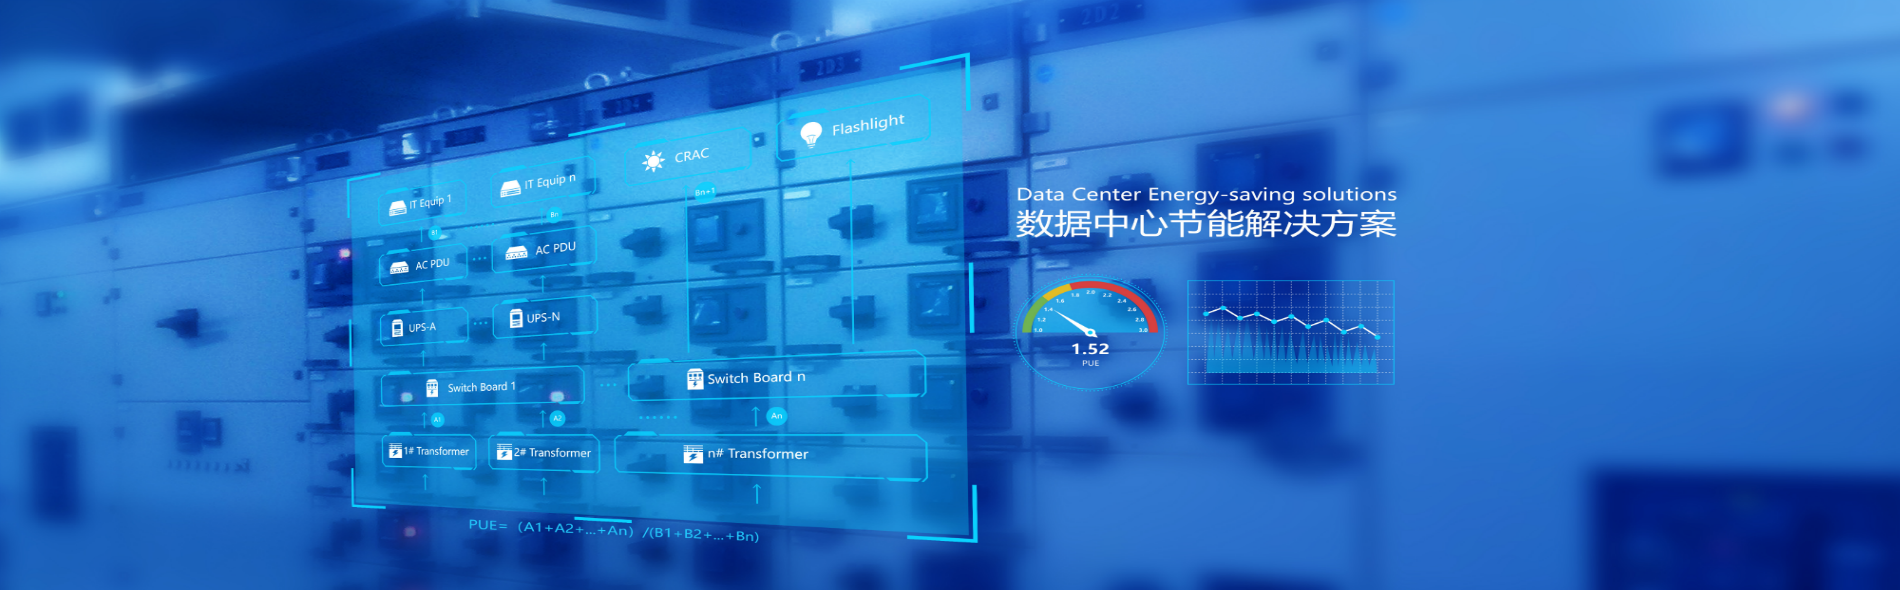 2D2
2D3
2D4
Flashlight
CRAC
IT Equip n
IT Equip 1
Bn+1
Bn
B1
AC PDU
AC PDU
UPS-A
UPS-N
Switch Board 1
Switch Board n
A1
A2
An
1# Transformer
2# Transformer
n# Transformer
PUE= (A1+A2+...+An) /(B1+B2+...+Bn)
Data Center Energy-saving solutions
数据中心节能解决方案
1.0 1.2 1.4 1.6 1.8 2.0 2.2 2.4 2.6 2.8 3.0
1.52
PUE